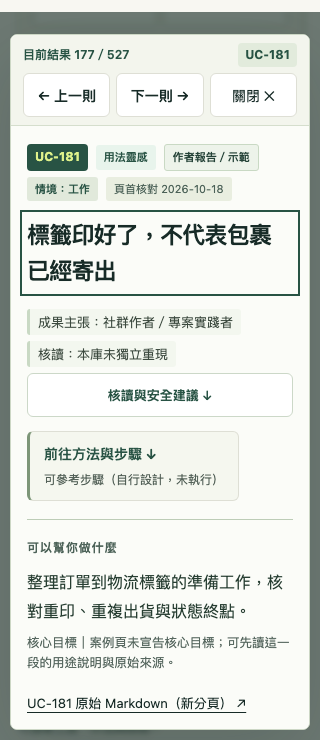 目前結果 177 / 527
UC-181
← 上一則
下一則 →
關閉 ×
UC-181
用法靈感
作者報告 / 示範
情境：工作
頁首核對 2026-10-18
標籤印好了，不代表包裹
已經寄出
成果主張：社群作者 / 專案實踐者
核讀：本庫未獨立重現
核讀與安全建議 ↓
前往方法與步驟 ↓
可參考步驟（自行設計，未執行）
可以幫你做什麼
整理訂單到物流標籤的準備工作，核
對重印、重複出貨與狀態終點。
核心目標｜案例頁未宣告核心目標；可先讀這一
段的用途說明與原始來源。
UC-181 原始 Markdown（新分頁） ↗